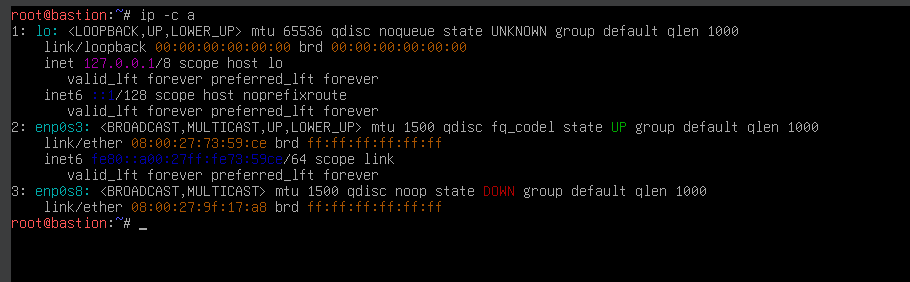 root@bastion:~# ip -c a
1: lo: <LOOPBACK,UP,LOWER_UP> mtu 65536 qdisc noqueue state UNKNOWN group default qlen 1000
    link/loopback 00:00:00:00:00:00 brd 00:00:00:00:00:00
    inet 127.0.0.1/8 scope host lo
       valid_lft forever preferred_lft forever
    inet6 ::1/128 scope host noprefixroute
       valid_lft forever preferred_lft forever
2: enp0s3: <BROADCAST,MULTICAST,UP,LOWER_UP> mtu 1500 qdisc fq_codel state UP group default qlen 1000
    link/ether 08:00:27:73:59:ce brd ff:ff:ff:ff:ff:ff
    inet6 fe80::a00:27ff:fe73:59ce/64 scope link
       valid_lft forever preferred_lft forever
3: enp0s8: <BROADCAST,MULTICAST> mtu 1500 qdisc noop state DOWN group default qlen 1000
    link/ether 08:00:27:9f:17:a8 brd ff:ff:ff:ff:ff:ff
root@bastion:~# _